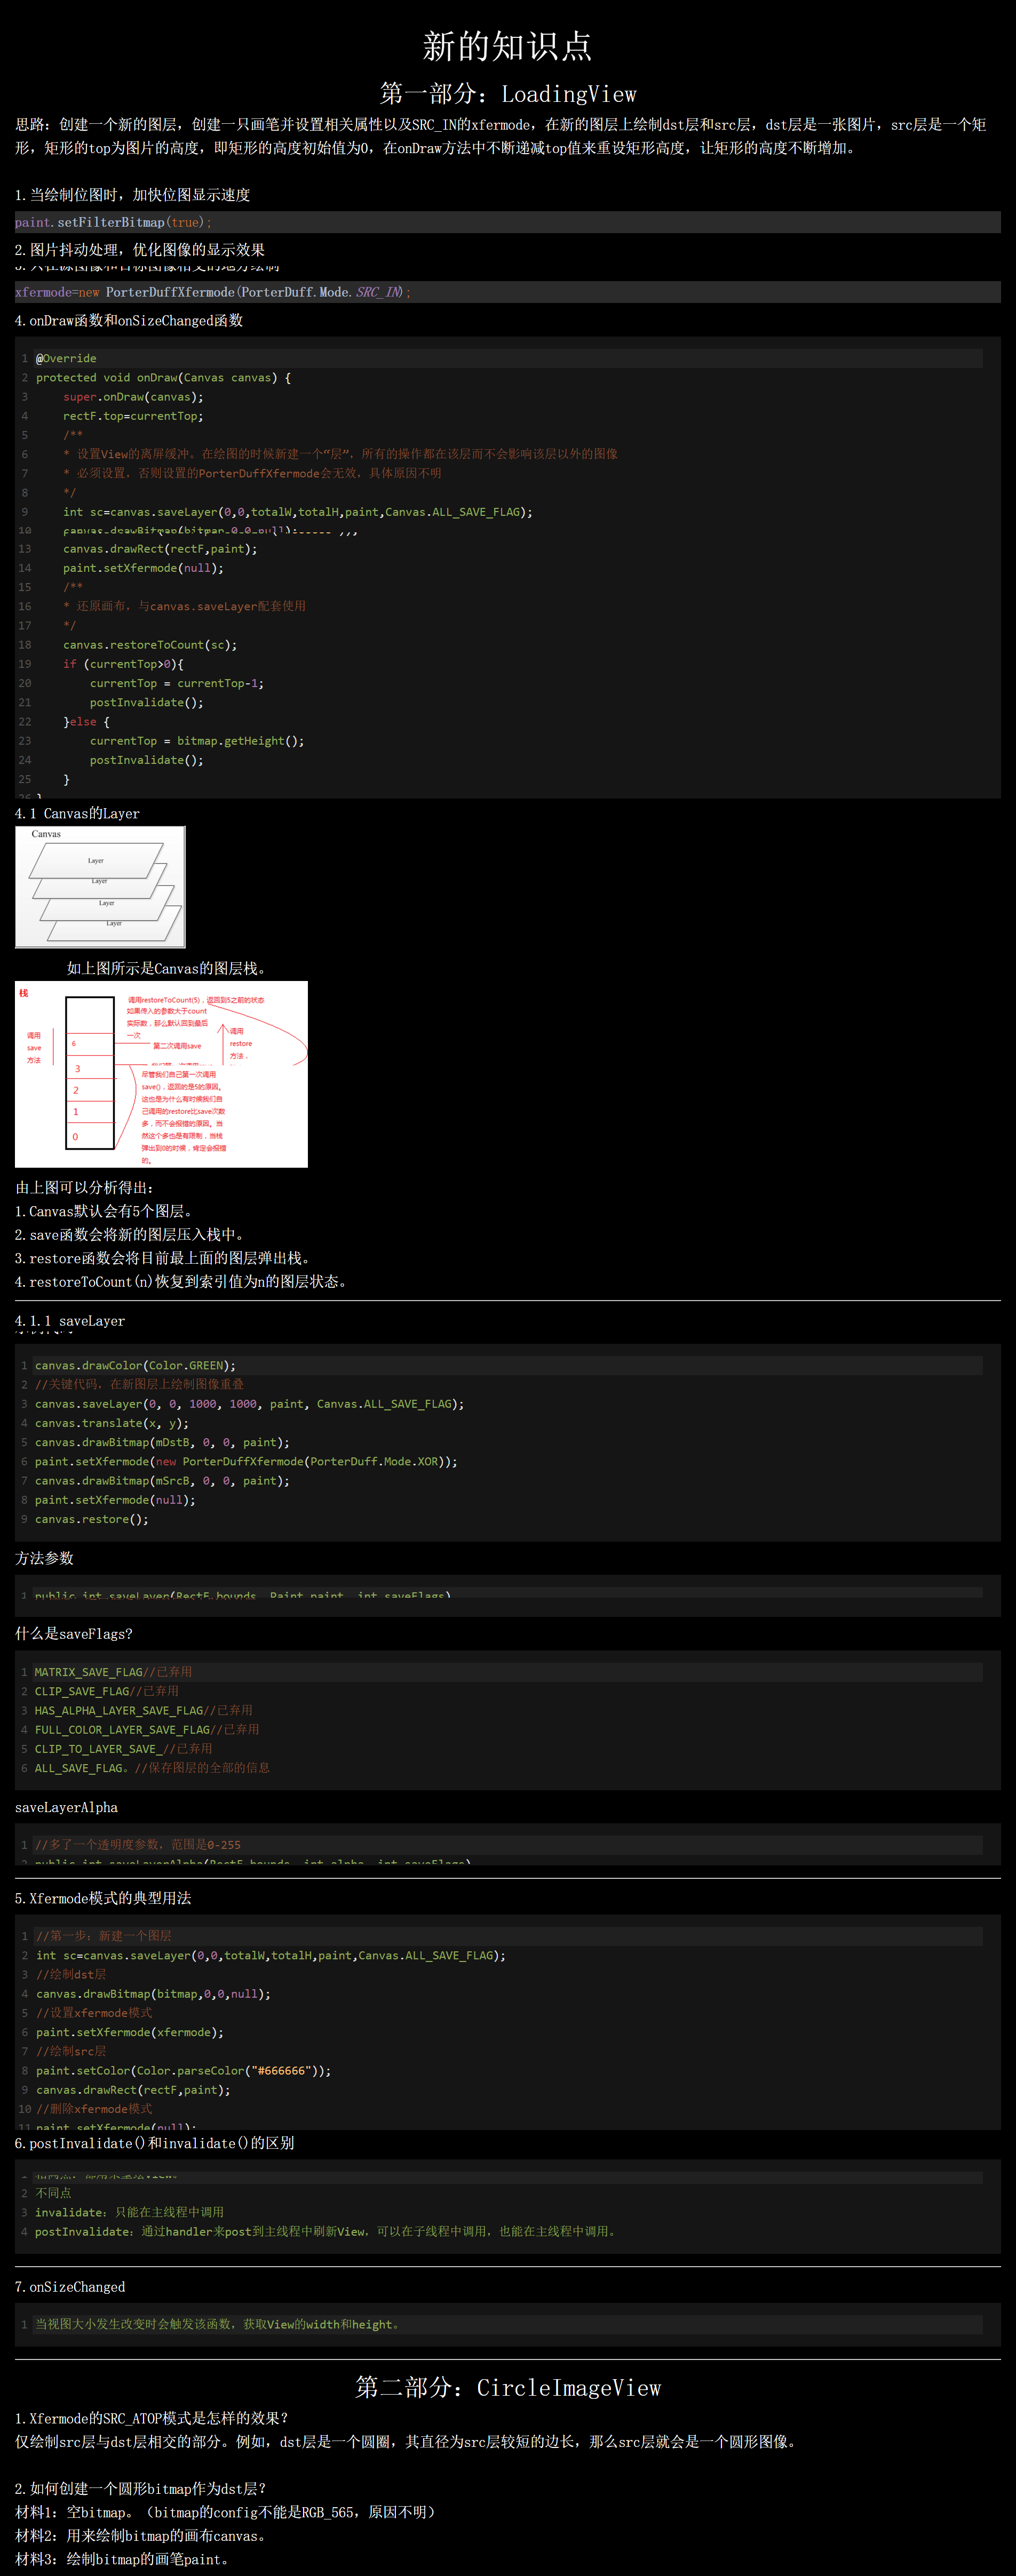 新的知识点
第一部分：LoadingView
思路：创建一个新的图层，创建一只画笔并设置相关属性以及SRC_IN的xfermode，在新的图层上绘制dst层和src层，dst层是一张图片，src层是一个矩
形，矩形的top为图片的高度，即矩形的高度初始值为0，在onDraw方法中不断递减top值来重设矩形高度，让矩形的高度不断增加。
1.当绘制位图时，加快位图显示速度
paint.setFilterBitmap(true);
2.图片抖动处理，优化图像的显示效果
xfermode=new PorterDuffXfermode(PorterDuff.Mode.SRC_IN);
4.onDraw函数和onSizeChanged函数
1 @Override
2 protected void onDraw(Canvas canvas) {
3 super.onDraw(canvas);
4 rectF.top=currentTop;
5 /**
6 * 设置View的离屏缓冲。在绘图的时候新建一个“层”，所有的操作都在该层而不会影响该层以外的图像
7 * 必须设置，否则设置的PorterDuffXfermode会无效，具体原因不明
8 */
9 int sc=canvas.saveLayer(0,0,totalW,totalH,paint,Canvas.ALL_SAVE_FLAG);
10 canvas.drawBitmap(bitmap,0,0,null);
13 canvas.drawRect(rectF,paint);
14 paint.setXfermode(null);
15 /**
16 * 还原画布，与canvas.saveLayer配套使用
17 */
18 canvas.restoreToCount(sc);
19 if (currentTop>0){
20 currentTop = currentTop-1;
21 postInvalidate();
22 }else {
23 currentTop = bitmap.getHeight();
24 postInvalidate();
25 }
26 }
4.1 Canvas的Layer
Canvas
Layer
Layer
Layer
Layer
如上图所示是Canvas的图层栈。
栈
调用restoreToCount(5)，返回到5之前的状态
如果传入的参数大于count
实际数，那么默认回到最后
一次
调用
save
方法
6
第二次调用save
调用
restore
方法，
3
2
1
0
尽管我们自己第一次调用
save()，返回的是5的原因。
这也是为什么有时候我们自
己调用的restore比save次数
多，而不会报错的原因。当
然这个多也是有限制，当栈
弹出到0的时候，肯定会报错
的。
由上图可以分析得出：
1.Canvas默认会有5个图层。
2.save函数会将新的图层压入栈中。
3.restore函数会将目前最上面的图层弹出栈。
4.restoreToCount(n)恢复到索引值为n的图层状态。
4.1.1 saveLayer
1 canvas.drawColor(Color.GREEN);
2 //关键代码，在新图层上绘制图像重叠
3 canvas.saveLayer(0, 0, 1000, 1000, paint, Canvas.ALL_SAVE_FLAG);
4 canvas.translate(x, y);
5 canvas.drawBitmap(mDstB, 0, 0, paint);
6 paint.setXfermode(new PorterDuffXfermode(PorterDuff.Mode.XOR));
7 canvas.drawBitmap(mSrcB, 0, 0, paint);
8 paint.setXfermode(null);
9 canvas.restore();
方法参数
1 public int saveLayer(RectF bounds, Paint paint, int saveFlags)
什么是saveFlags?
1 MATRIX_SAVE_FLAG//已弃用
2 CLIP_SAVE_FLAG//已弃用
3 HAS_ALPHA_LAYER_SAVE_FLAG//已弃用
4 FULL_COLOR_LAYER_SAVE_FLAG//已弃用
5 CLIP_TO_LAYER_SAVE_//已弃用
6 ALL_SAVE_FLAG。//保存图层的全部的信息
saveLayerAlpha
1 //多了一个透明度参数，范围是0-255
2 public int saveLayerAlpha(RectF bounds, int alpha, int saveFlags)
5.Xfermode模式的典型用法
1 //第一步：新建一个图层
2 int sc=canvas.saveLayer(0,0,totalW,totalH,paint,Canvas.ALL_SAVE_FLAG);
3 //绘制dst层
4 canvas.drawBitmap(bitmap,0,0,null);
5 //设置xfermode模式
6 paint.setXfermode(xfermode);
7 //绘制src层
8 paint.setColor(Color.parseColor("#666666"));
9 canvas.drawRect(rectF,paint);
10 //删除xfermode模式
11 paint.setXfermode(null);
6.postInvalidate()和invalidate()的区别
2 不同点
3 invalidate：只能在主线程中调用
4 postInvalidate：通过handler来post到主线程中刷新View，可以在子线程中调用，也能在主线程中调用。
7.onSizeChanged
1 当视图大小发生改变时会触发该函数，获取View的width和height。
第二部分：CircleImageView
1.Xfermode的SRC_ATOP模式是怎样的效果？
仅绘制src层与dst层相交的部分。例如，dst层是一个圆圈，其直径为src层较短的边长，那么src层就会是一个圆形图像。
2.如何创建一个圆形bitmap作为dst层？
材料1：空bitmap。（bitmap的config不能是RGB_565，原因不明）
材料2：用来绘制bitmap的画布canvas。
材料3：绘制bitmap的画笔paint。